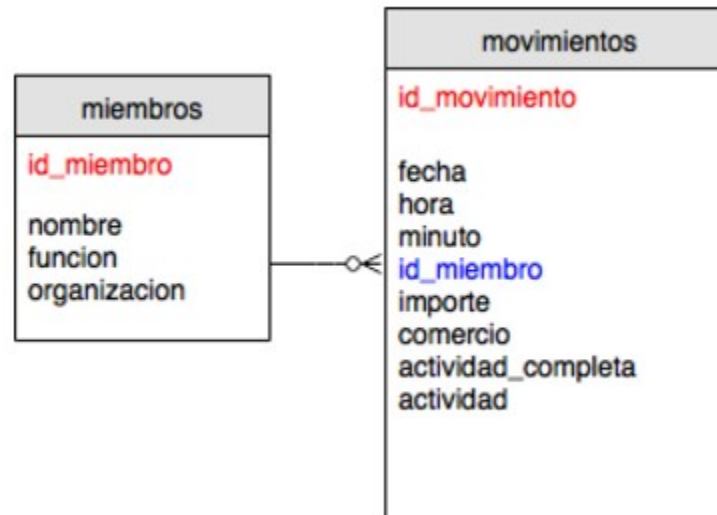 miembros
id_miembro
nombre
funcion
organizacion
movimientos
id_movimiento
fecha
hora
minuto
id_miembro
importe
comercio
actividad_completa
actividad